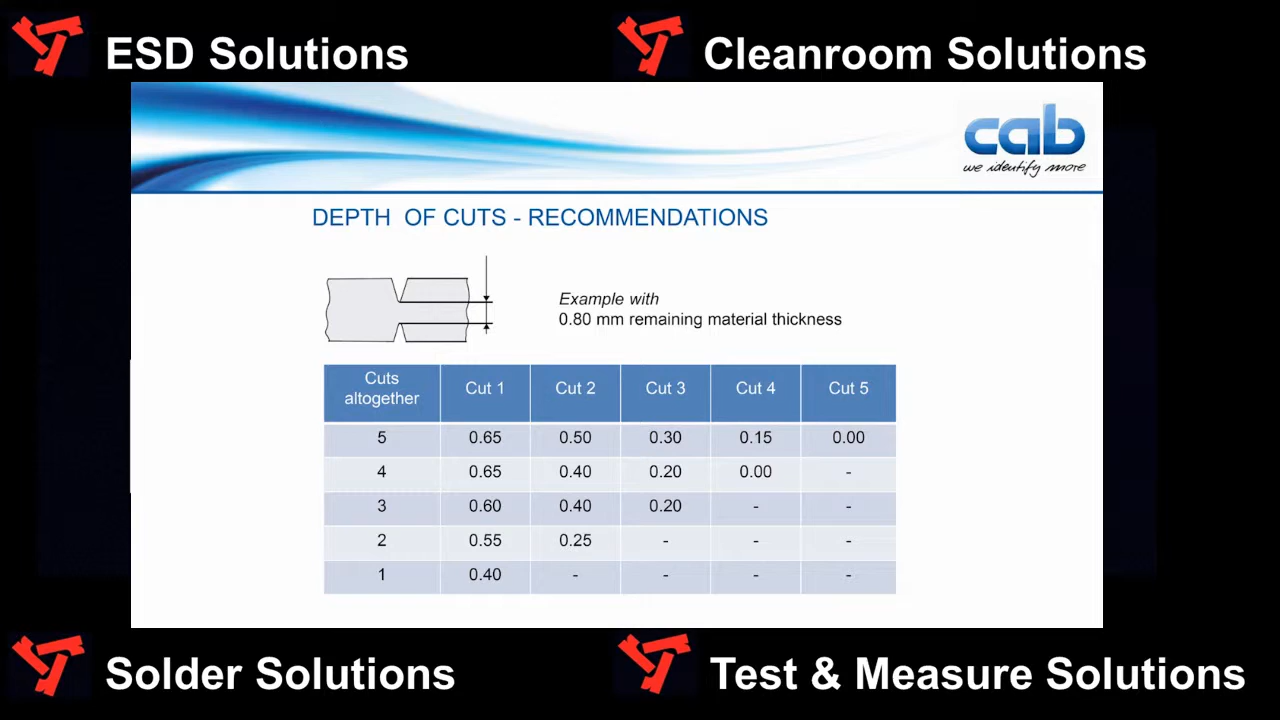 ESD Solutions
Cleanroom Solutions
cab
we identify more
DEPTH OF CUTS - RECOMMENDATIONS
Example with
0.80 mm remaining material thickness
Cuts altogether Cut 1 Cut 2 Cut 3 Cut 4 Cut 5
5 0.65 0.50 0.30 0.15 0.00
4 0.65 0.40 0.20 0.00 -
3 0.60 0.40 0.20 - -
2 0.55 0.25 - - -
1 0.40 - - - -
Solder Solutions
Test & Measure Solutions